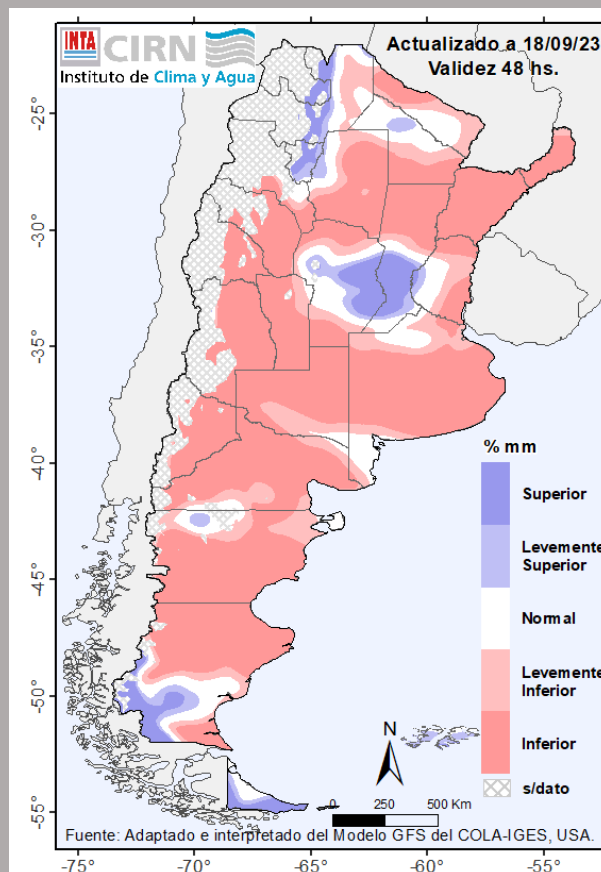 INTA CIRN
Instituto de Clima y Agua
Actualizado a 18/09/23
Validez 48 hs.
-25°
-30°
-35°
-40°
-45°
-50°
-55°
% mm
Superior
Levemente
Superior
Normal
Levemente
Inferior
Inferior
s/dato
N
0 250 500 Km
Fuente: Adaptado e interpretado del Modelo GFS del COLA-IGES, USA.
-75° -70° -65° -60° -55°